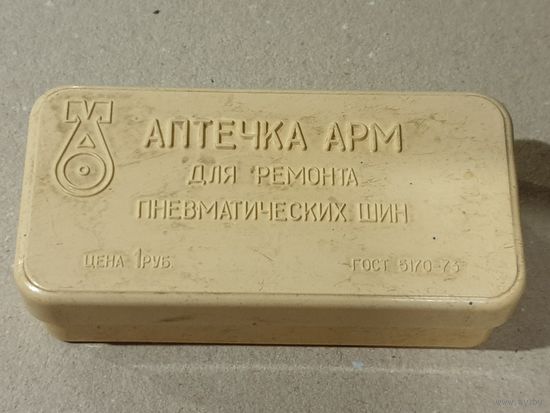 АПТЕЧКА АРМ
ДЛЯ РЕМОНТА
ПНЕВМАТИЧЕСКИХ ШИН
ЦЕНА 1РУБ.
ГОСТ 5170-73